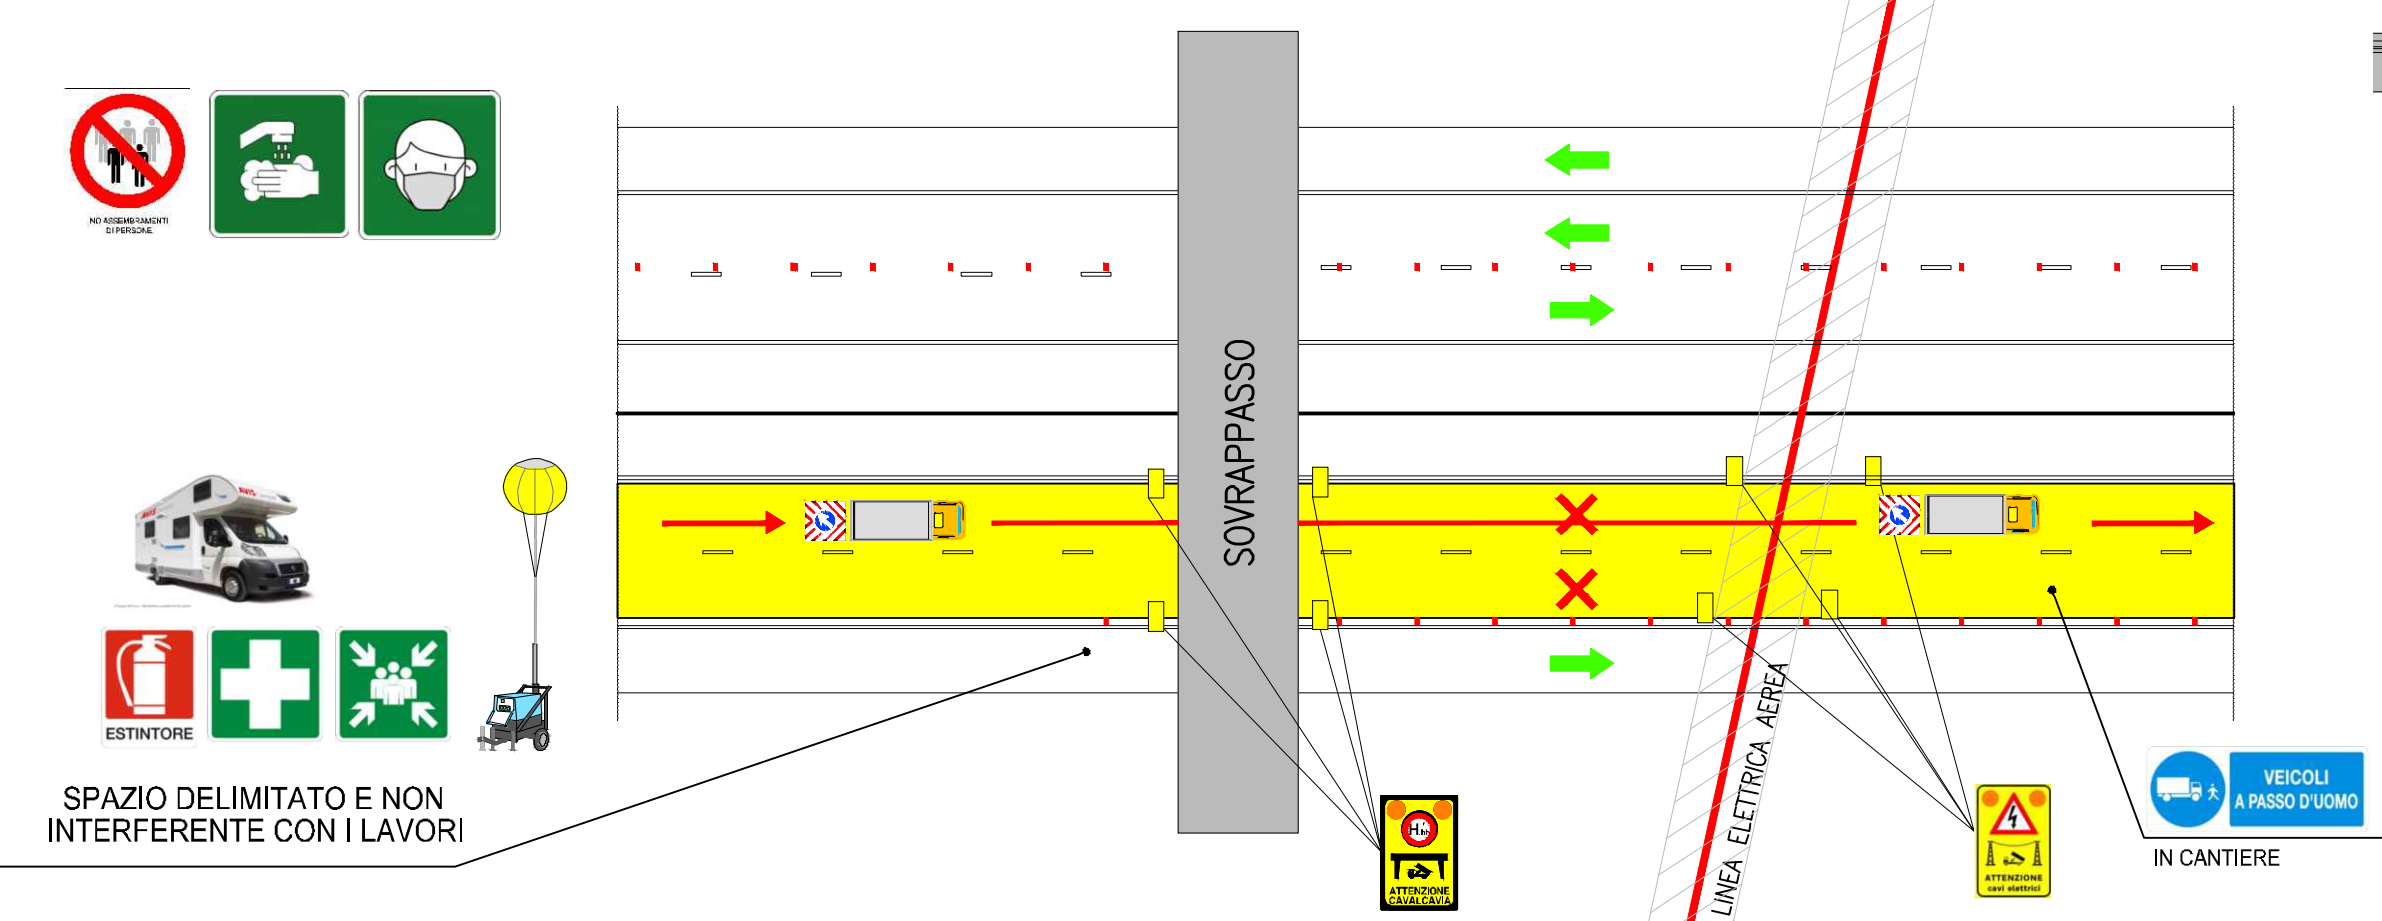 NO ASSEMBRAMENTI
DI PERSONE
AVIS
ESTINTORE
SPAZIO DELIMITATO E NON
INTERFERENTE CON I LAVORI
SOVRAPPASSO
LINEA ELETTRICA AEREA
ATTENZIONE
CAVALCAVIA
ATTENZIONE
cavi elettrici
VEICOLI
A PASSO D'UOMO
IN CANTIERE